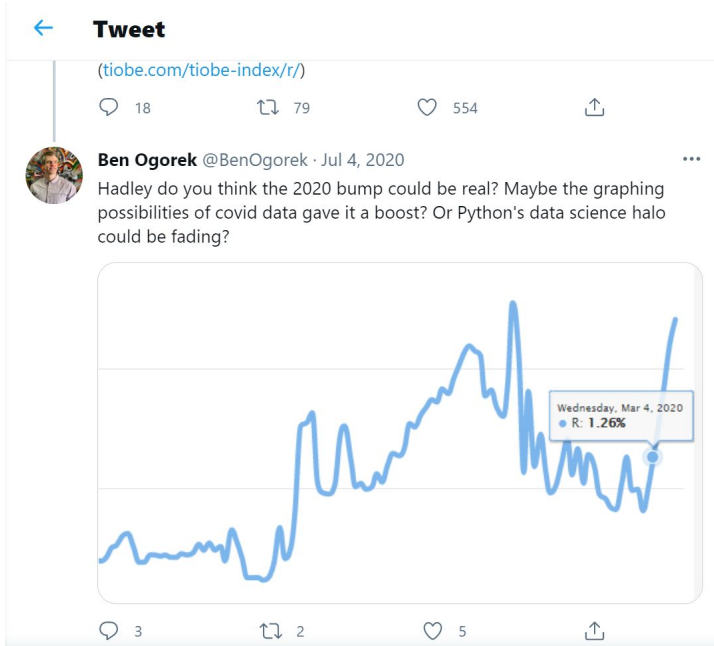 Tweet
(tiobe.com/tiobe-index/r/)
18 79 554
Ben Ogorek @BenOgorek · Jul 4, 2020
Hadley do you think the 2020 bump could be real? Maybe the graphing
possibilities of covid data gave it a boost? Or Python's data science halo
could be fading?
Wednesday, Mar 4, 2020
R: 1.26%
3 2 5